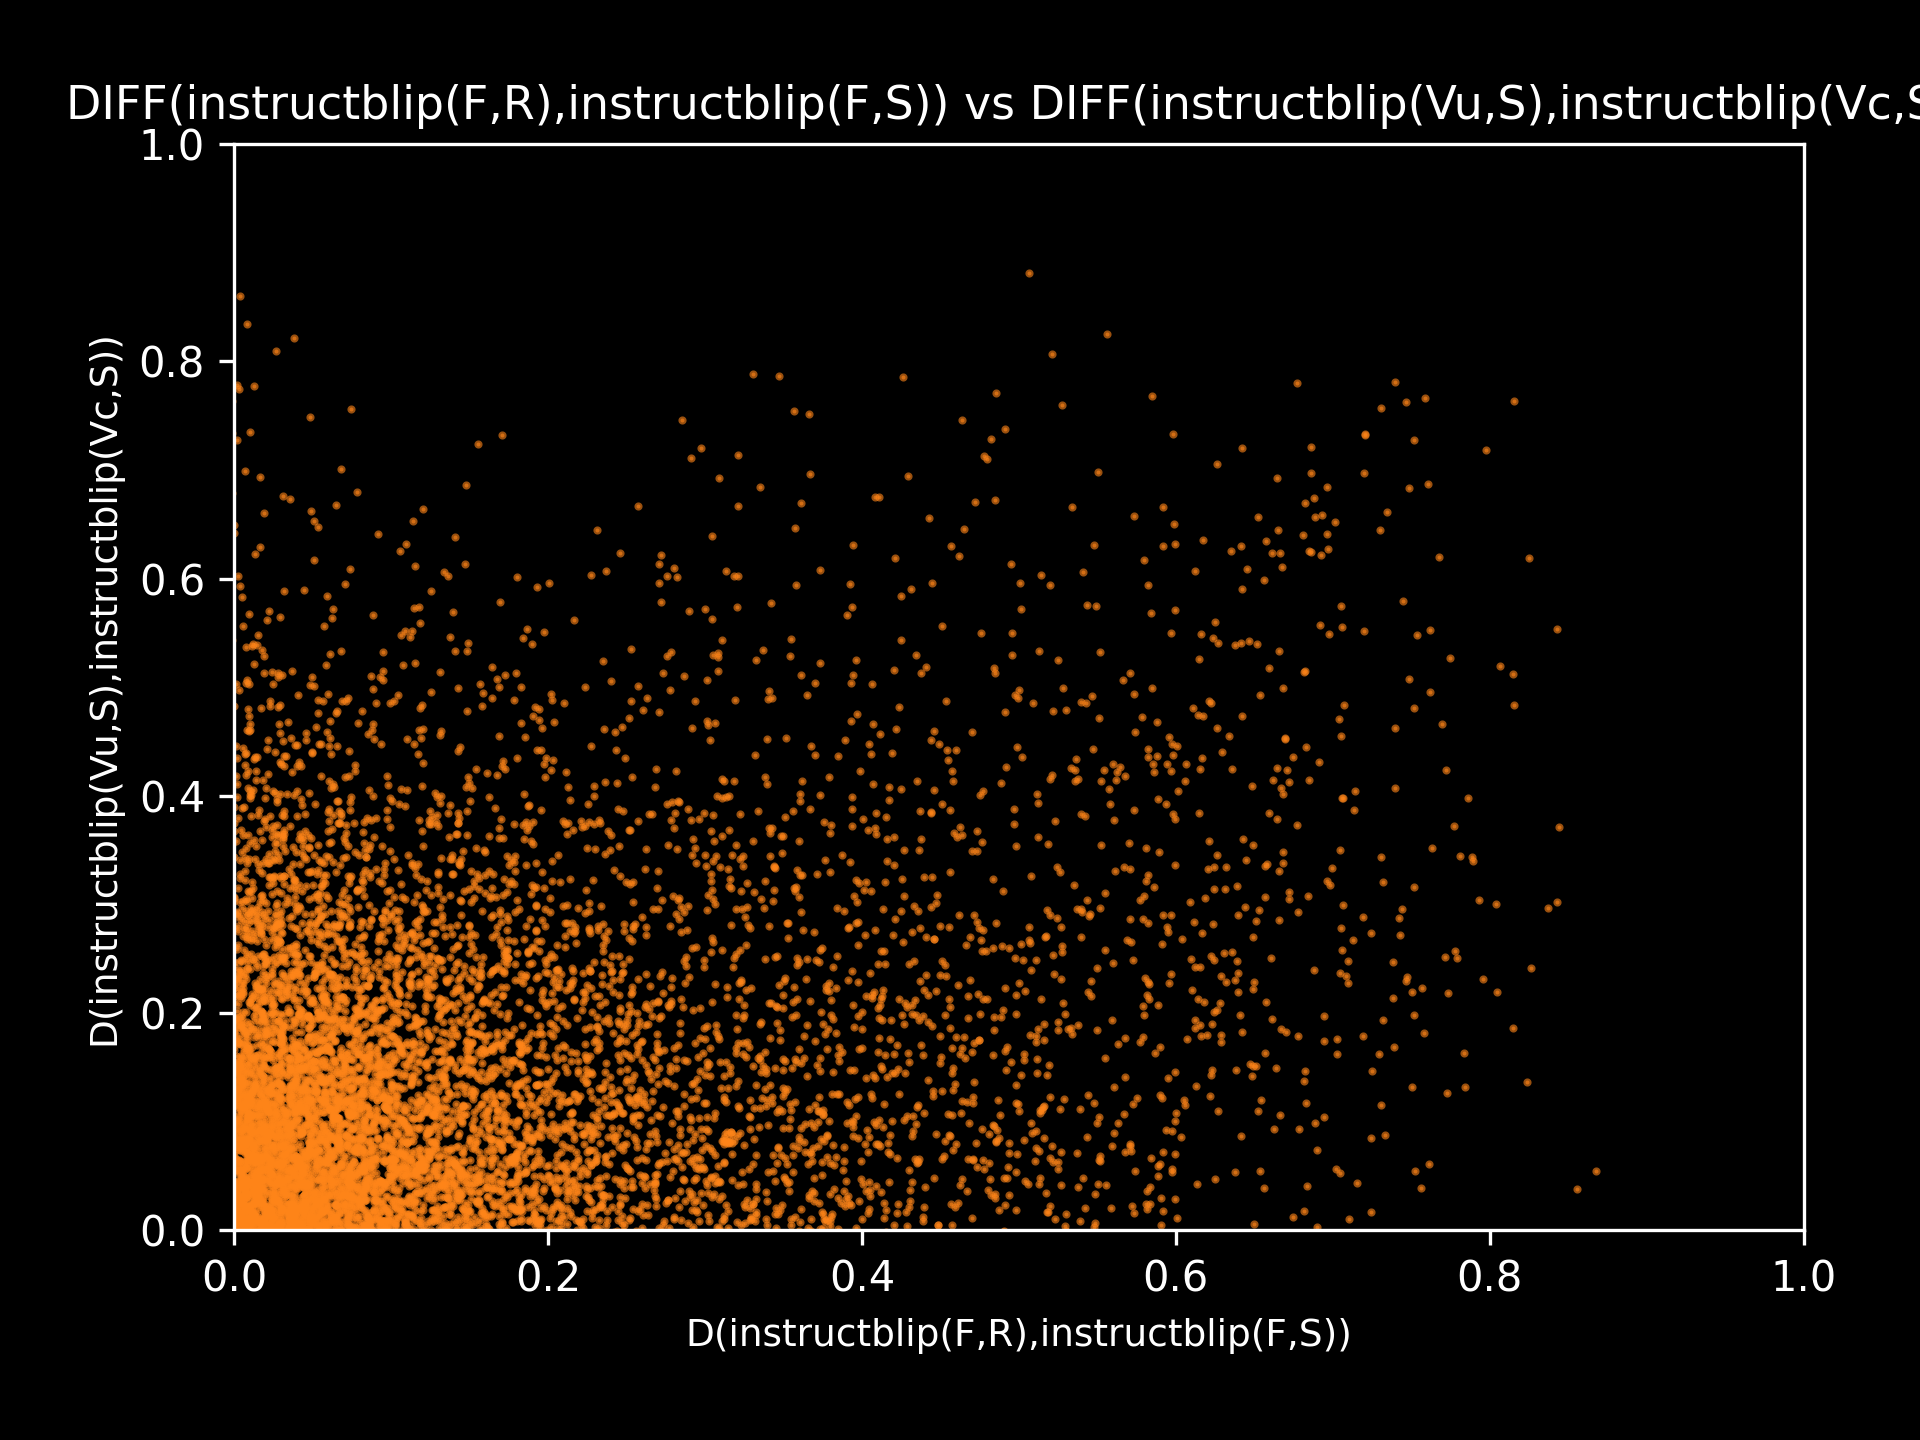 DIFF(instructblip(F,R),instructblip(F,S)) vs DIFF(instructblip(Vu,S),instructblip(Vc,S
1.0
0.8
0.6
0.4
0.2
0.0
D(instructblip(Vu,S),instructblip(Vc,S))
0.0 0.2 0.4 0.6 0.8 1.0
D(instructblip(F,R),instructblip(F,S))